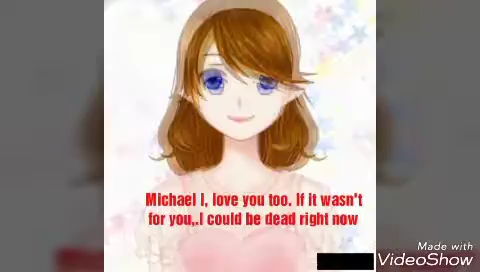 Michael I, love you too. If it wasn't
for you,.I could be dead right now
Made with
VideoShow